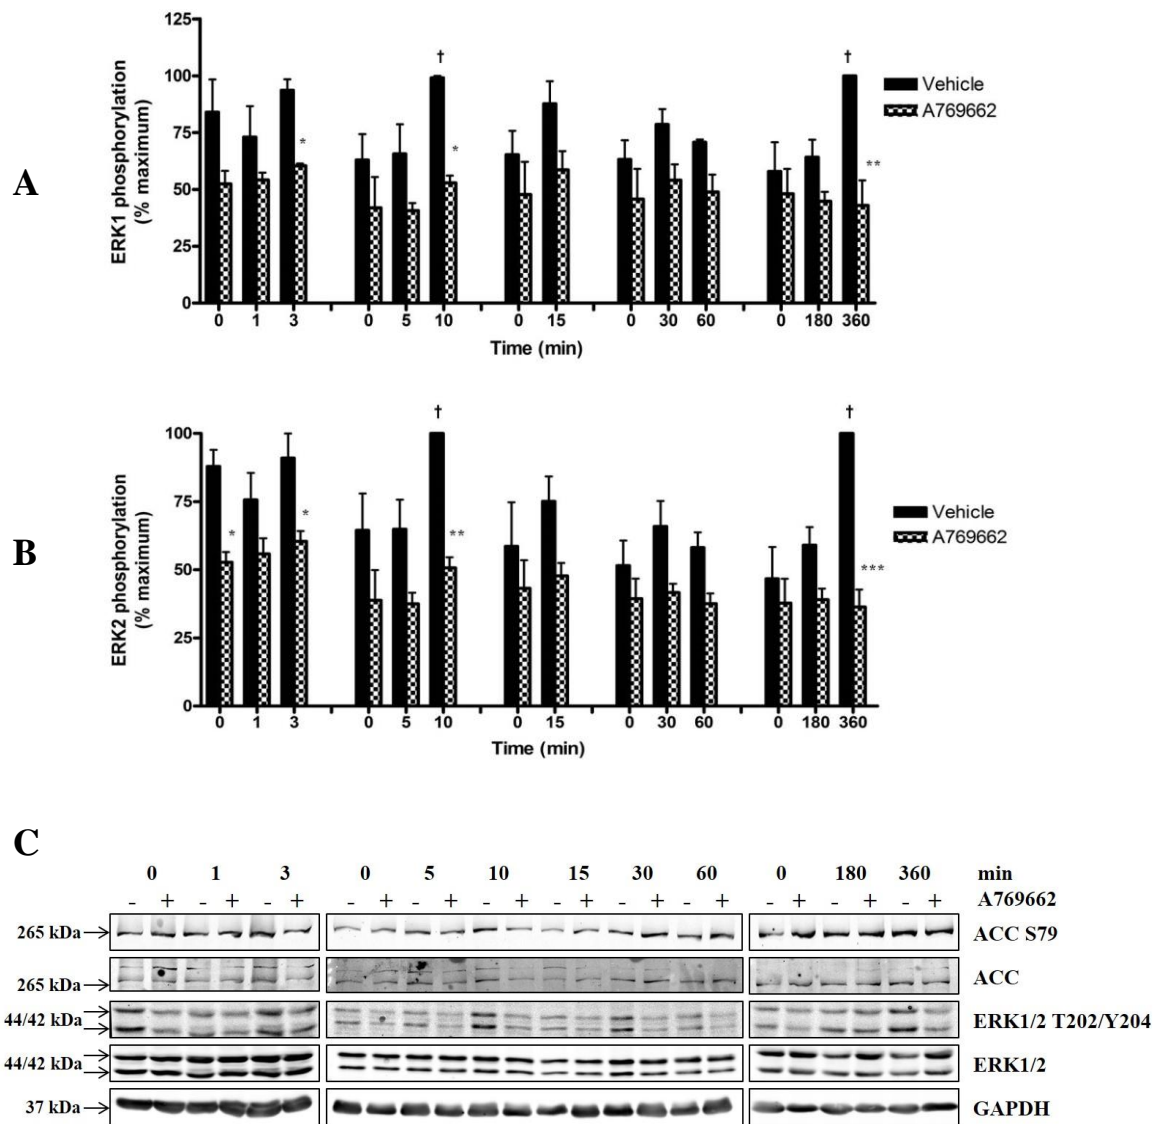 A
ERK1 phosphorylation
(% maximum)
125
100
75
50
25
0
†
†
*
*
**
Vehicle
A769662
0 1 3 0 5 10 0 15 0 30 60 0 180 360
Time (min)
B
ERK2 phosphorylation
(% maximum)
100
75
50
25
0
†
†
*
*
**
***
Vehicle
A769662
0 1 3 0 5 10 0 15 0 30 60 0 180 360
Time (min)
C
0 1 3 0 5 10 15 30 60 0 180 360 min
- + - + - + - + - + - + - + - + - + - + - + - + A769662
265 kDa→ ACC S79
265 kDa→ ACC
44/42 kDa ERK1/2 T202/Y204
44/42 kDa ERK1/2
37 kDa→ GAPDH